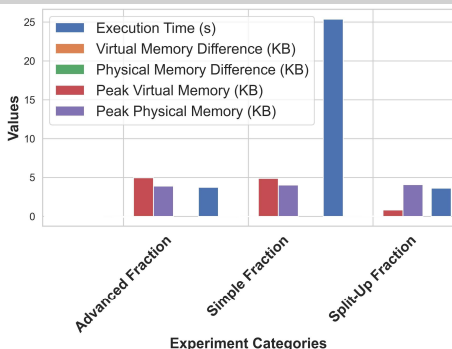 25
20
15
10
5
0
Values
Execution Time (s)
Virtual Memory Difference (KB)
Physical Memory Difference (KB)
Peak Virtual Memory (KB)
Peak Physical Memory (KB)
Advanced Fraction
Simple Fraction
Split-Up Fraction
Experiment Categories